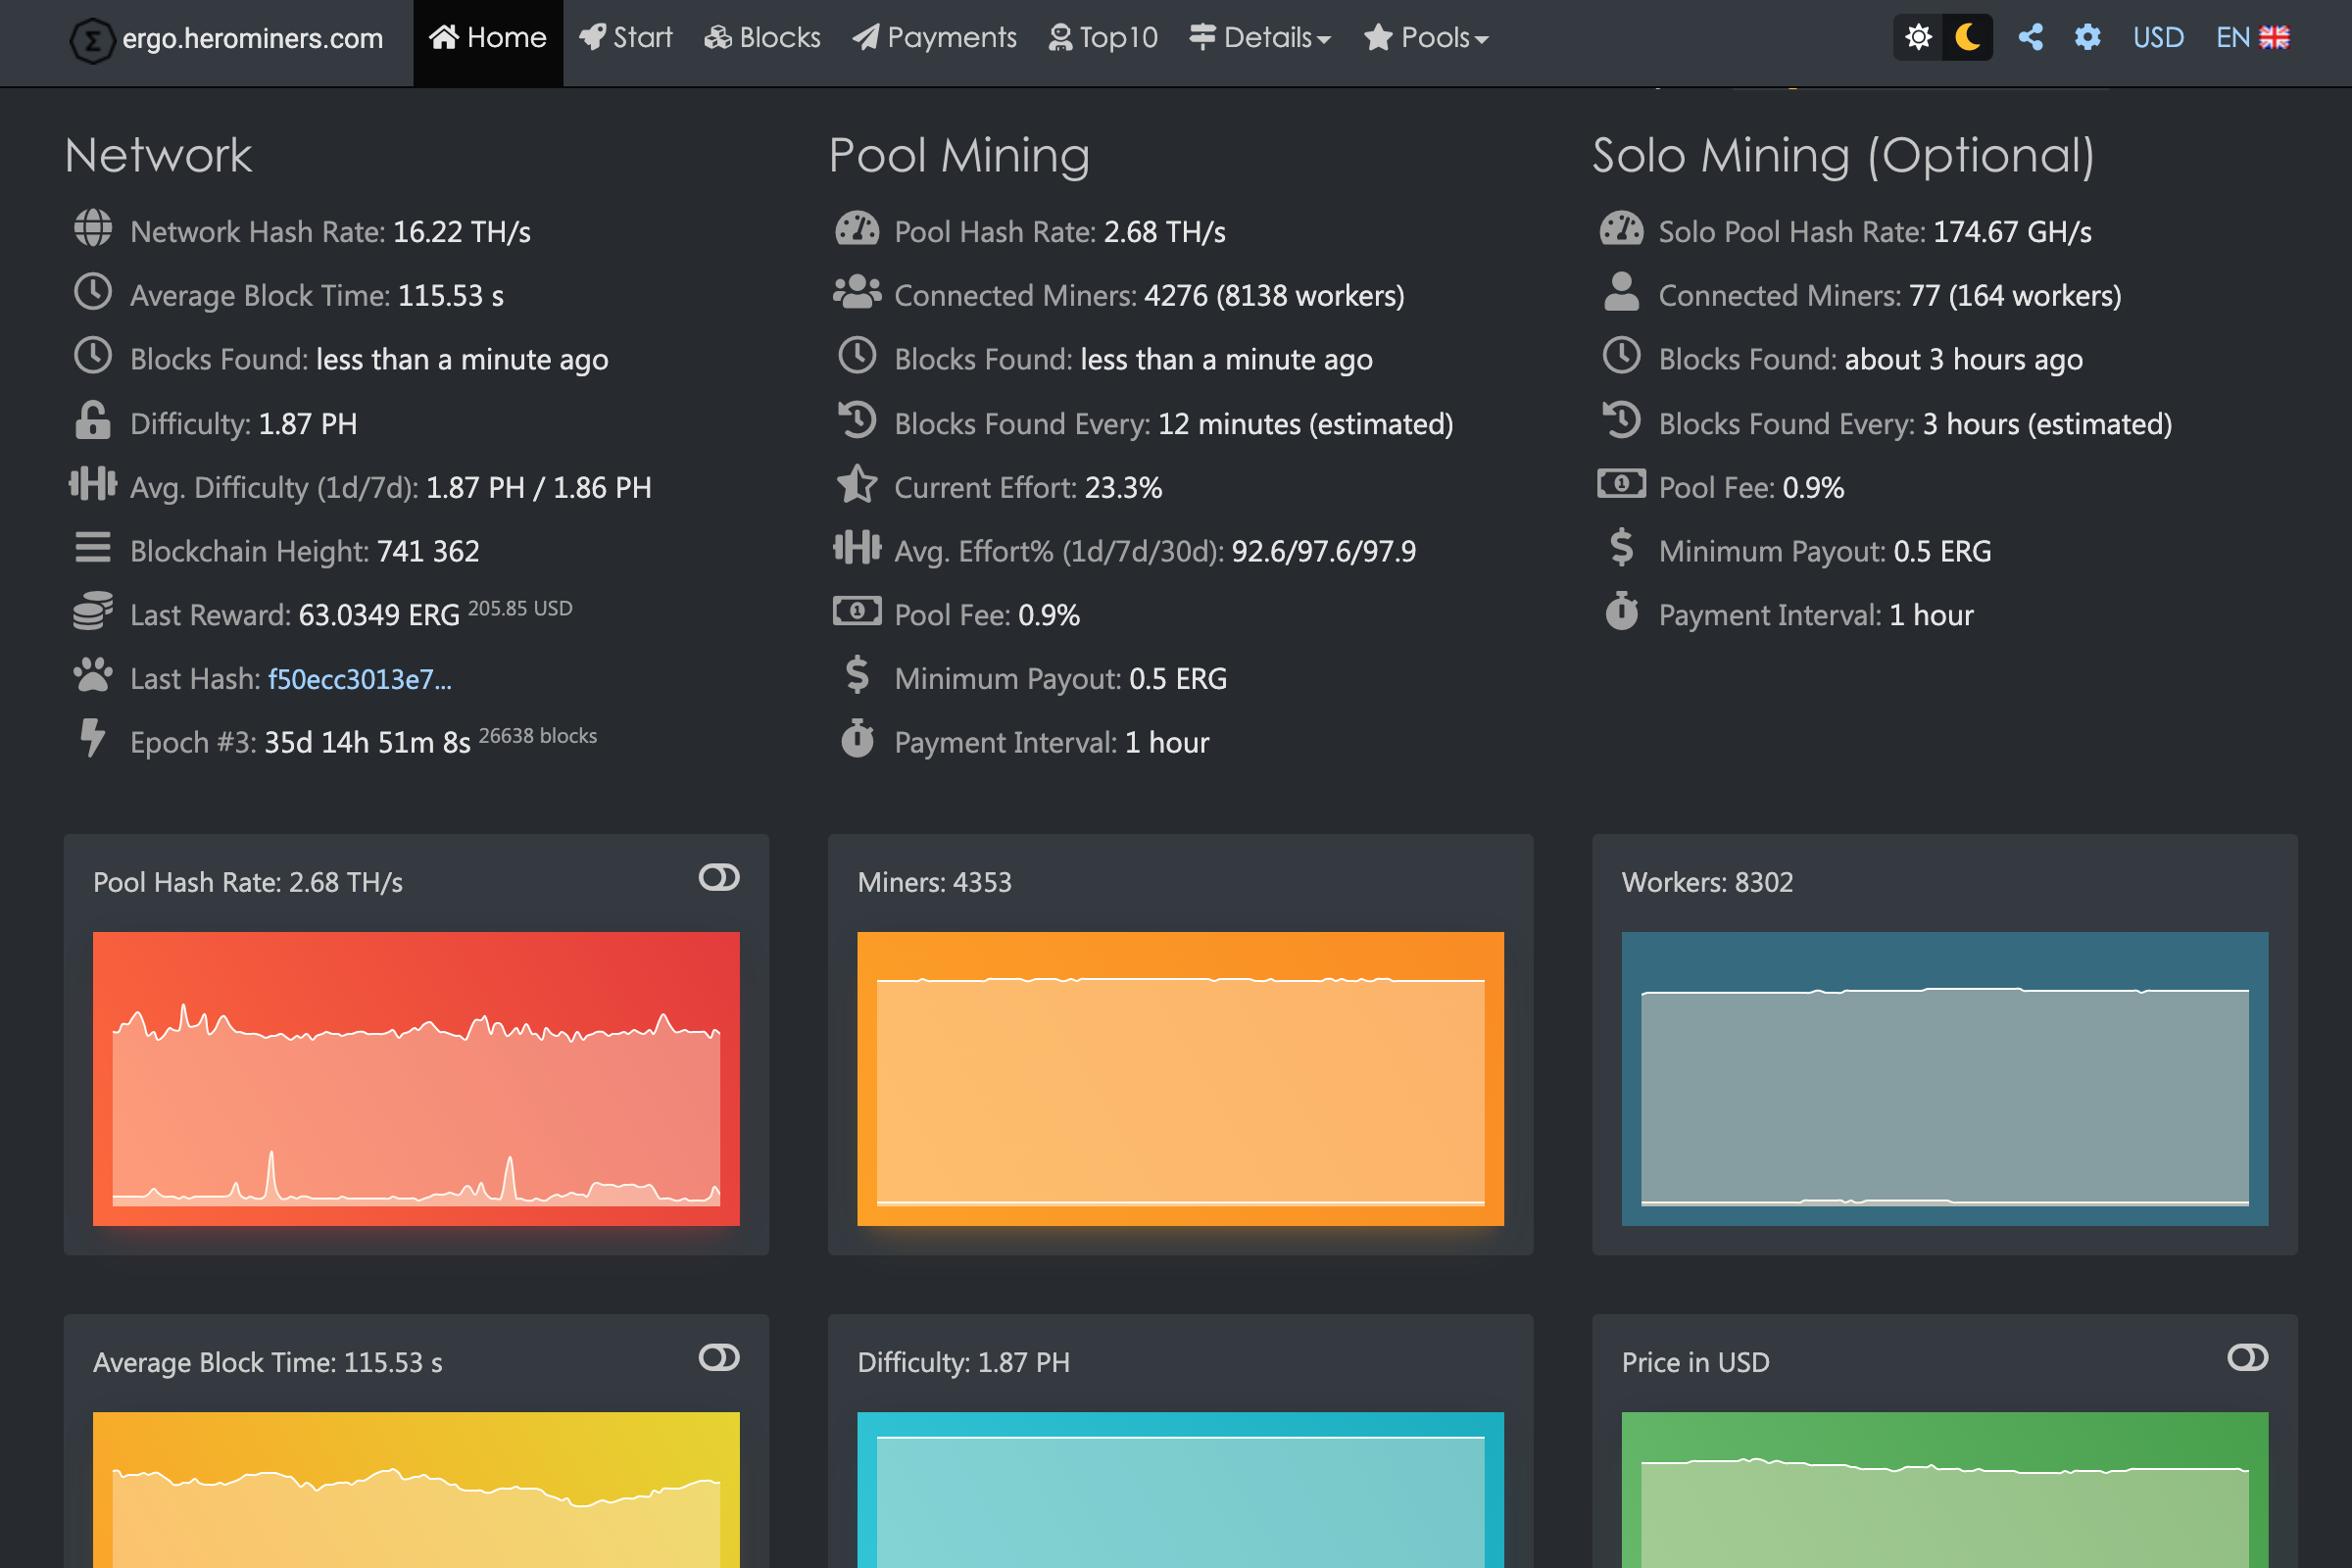 ergo.herominers.com Home Start Blocks Payments Top10 Details Pools USD EN
Network
Network Hash Rate: 16.22 TH/s
Average Block Time: 115.53 s
Blocks Found: less than a minute ago
Difficulty: 1.87 PH
Avg. Difficulty (1d/7d): 1.87 PH / 1.86 PH
Blockchain Height: 741 362
Last Reward: 63.0349 ERG 205.85 USD
Last Hash: f50ecc3013e7...
Epoch #3: 35d 14h 51m 8s 26638 blocks
Pool Mining
Pool Hash Rate: 2.68 TH/s
Connected Miners: 4276 (8138 workers)
Blocks Found: less than a minute ago
Blocks Found Every: 12 minutes (estimated)
Current Effort: 23.3%
Avg. Effort% (1d/7d/30d): 92.6/97.6/97.9
Pool Fee: 0.9%
Minimum Payout: 0.5 ERG
Payment Interval: 1 hour
Solo Mining (Optional)
Solo Pool Hash Rate: 174.67 GH/s
Connected Miners: 77 (164 workers)
Blocks Found: about 3 hours ago
Blocks Found Every: 3 hours (estimated)
Pool Fee: 0.9%
Minimum Payout: 0.5 ERG
Payment Interval: 1 hour
Pool Hash Rate: 2.68 TH/s
Miners: 4353
Workers: 8302
Average Block Time: 115.53 s
Difficulty: 1.87 PH
Price in USD